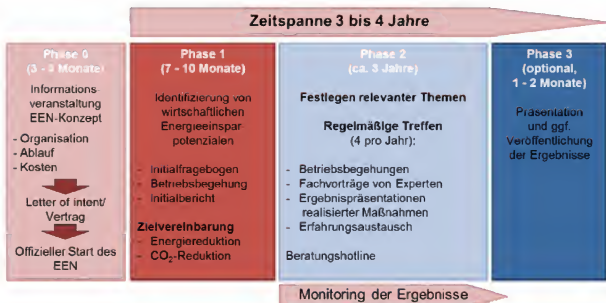 Zeitspanne 3 bis 4 Jahre
Phase 0
(3 - 9 Monate)
Informations-
veranstaltung
EEN-Konzept
- Organisation
- Ablauf
- Kosten
Letter of intent/
Vertrag
Offizieller Start des
EEN
Phase 1
(7 - 10 Monate)
Identifizierung von
wirtschaftlichen
Energieeinspar-
potenzialen
- Initialfragebogen
- Betriebsbegehung
- Initialbericht
Zielvereinbarung
- Energiereduktion
- CO₂-Reduktion
Phase 2
(ca. 3 Jahre)
Festlegen relevanter Themen
Regelmäßige Treffen
(4 pro Jahr):
- Betriebsbegehungen
- Fachvorträge von Experten
- Ergebnispräsentationen
realisierter Maßnahmen
- Erfahrungsaustausch
Beratungshotline
Phase 3
(optional,
1 - 2 Monate)
Präsentation
und ggf.
Veröffentlichung
der Ergebnisse
Monitoring der Ergebnisse